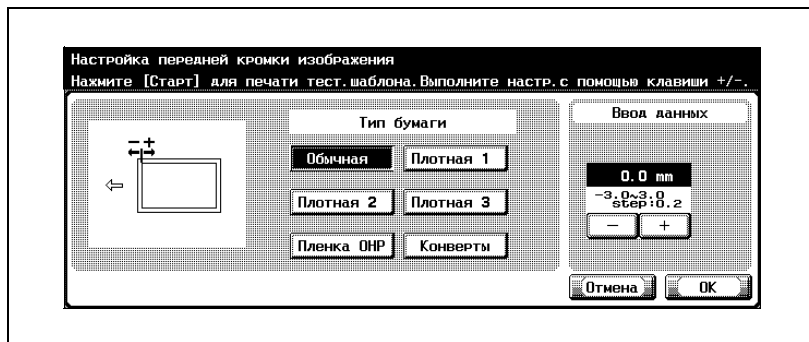 Настройка передней кромки изображения
Нажмите [Старт] для печати тест.шаблона.Выполните настр.с помощью клавиши +/-.
Тип бумаги
Обычная
Плотная 1
Плотная 2
Плотная 3
Пленка OHP
Конверты
Ввод данных
0.0 mm
-3.0~3.0
step:0.2
- +
Отмена
OK